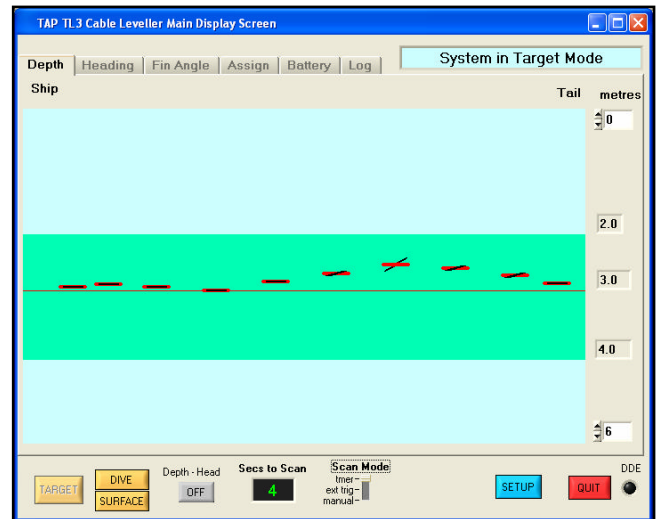 TAP TL3 Cable Leveller Main Display Screen
Depth Heading Fin Angle Assign Battery Log
System in Target Mode
Ship Tail metres
0
2.0
3.0
4.0
6
TARGET
DIVE
SURFACE
Depth - Head
OFF
Secs to Scan
4
Scan Mode
tmer
ext trig
manual
SETUP
QUIT
DDE